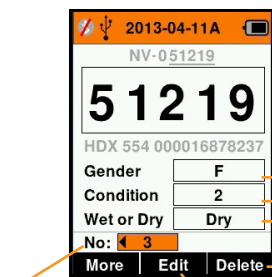 2013-04-11A
NV-051219
51219
HDX 554 000016878237
Gender F
Condition 2
Wet or Dry Dry
No: 3
More Edit Delete